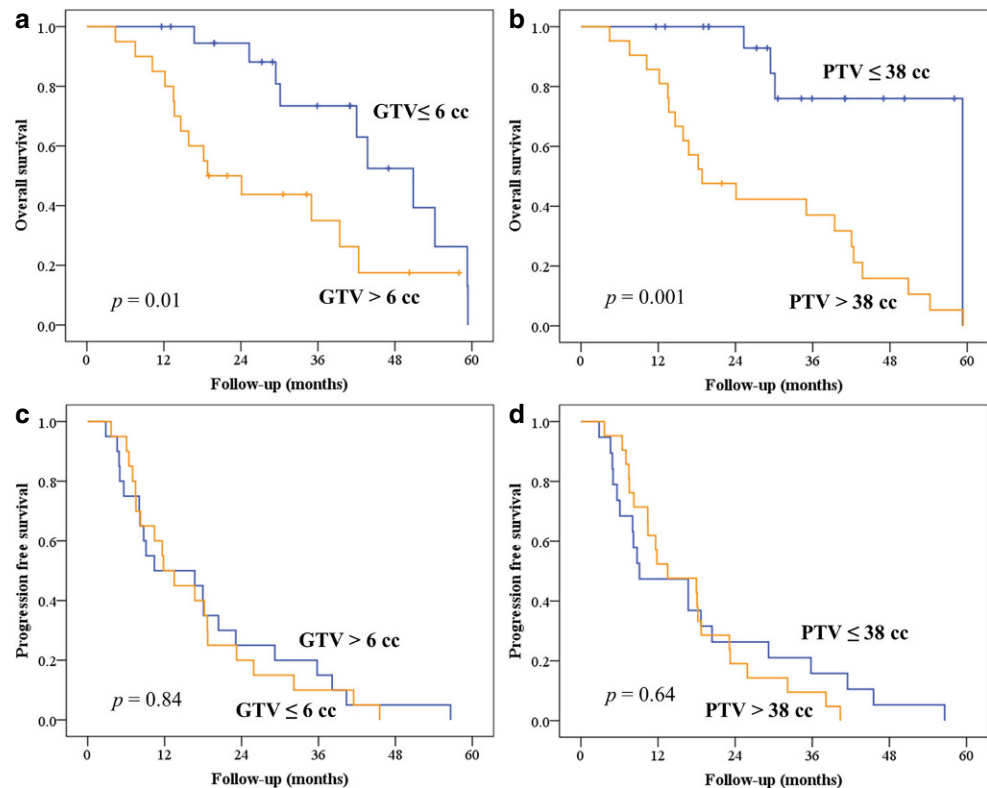 a
1.0
0.8
0.6
0.4
0.2
0.0
Overall survival
GTV≤ 6 cc
GTV > 6 cc
p = 0.01
0 12 24 36 48 60
Follow-up (months)
b
1.0
0.8
0.6
0.4
0.2
0.0
Overall survival
PTV ≤ 38 cc
PTV > 38 cc
p = 0.001
0 12 24 36 48 60
Follow-up (months)
c
1.0
0.8
0.6
0.4
0.2
0.0
Progression free survival
GTV > 6 cc
GTV ≤ 6 cc
p = 0.84
0 12 24 36 48 60
Follow-up (months)
d
1.0
0.8
0.6
0.4
0.2
0.0
Progression free survival
PTV ≤ 38 cc
PTV > 38 cc
p = 0.64
0 12 24 36 48 60
Follow-up (months)